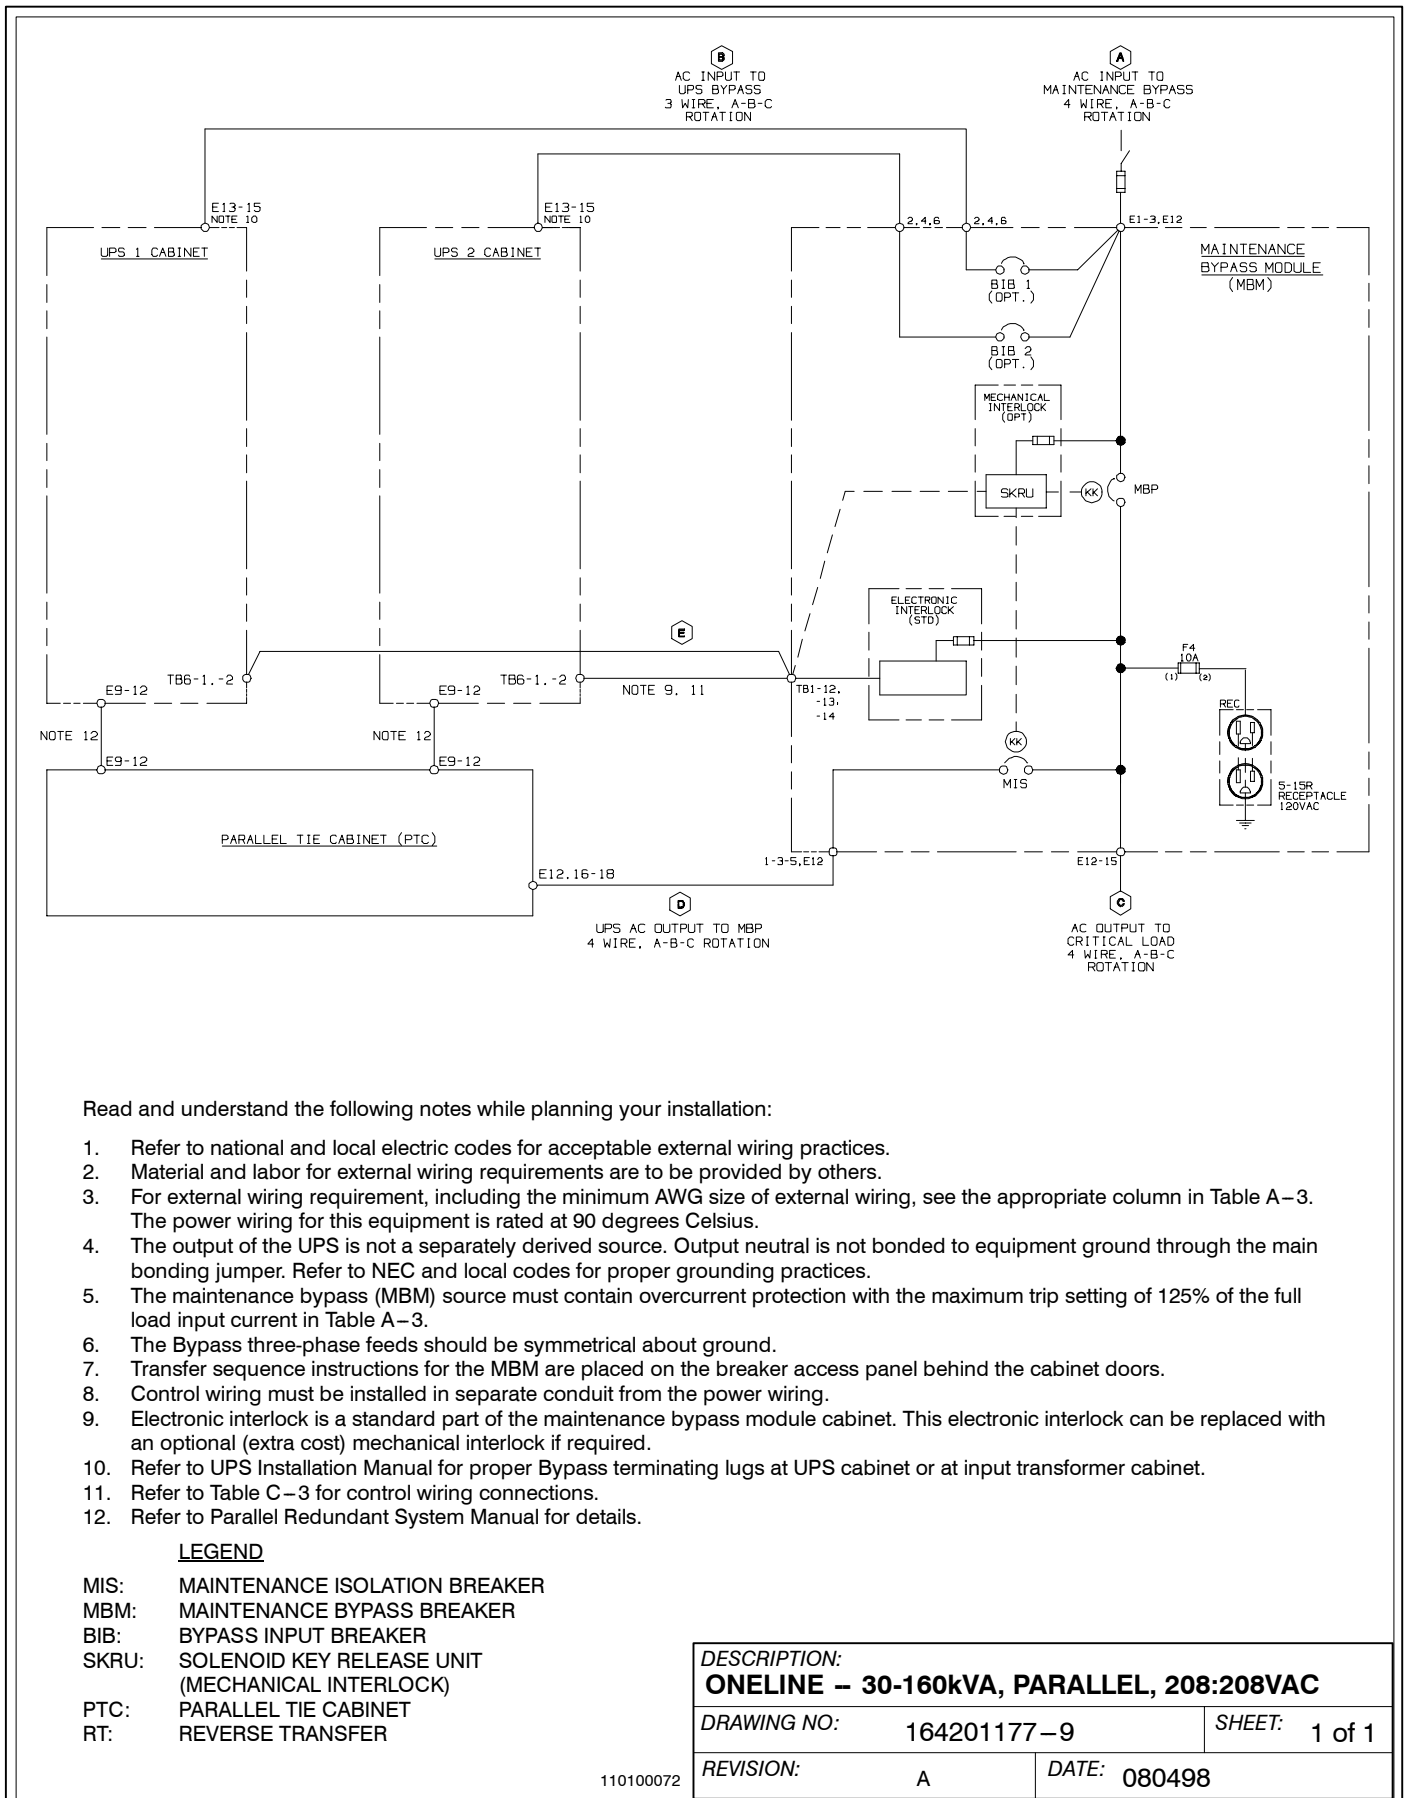 B
AC INPUT TO
UPS BYPASS
3 WIRE, A-B-C
ROTATION
A
AC INPUT TO
MAINTENANCE BYPASS
4 WIRE, A-B-C
ROTATION
E13-15
NOTE 10
E13-15
NOTE 10
2,4,6
2,4,6
E1-3,E12
UPS 1 CABINET
UPS 2 CABINET
MAINTENANCE
BYPASS MODULE
(MBM)
BIB 1
(OPT.)
BIB 2
(OPT.)
MECHANICAL
INTERLOCK
(OPT)
SKRU
KK
MBP
ELECTRONIC
INTERLOCK
(STD)
E
F4
10A
(1)
(2)
TB6-1,-2
TB6-1,-2
NOTE 9, 11
TB1-12,
-13,
-14
E9-12
E9-12
REC
NOTE 12
NOTE 12
KK
E9-12
E9-12
MIS
5-15R
RECEPTACLE
120VAC
PARALLEL TIE CABINET (PTC)
1-3-5,E12
E12-15
E12,16-18
D
UPS AC OUTPUT TO MBP
4 WIRE, A-B-C ROTATION
C
AC OUTPUT TO
CRITICAL LOAD
4 WIRE, A-B-C
ROTATION
Read and understand the following notes while planning your installation:
1. Refer to national and local electric codes for acceptable external wiring practices.
2. Material and labor for external wiring requirements are to be provided by others.
3. For external wiring requirement, including the minimum AWG size of external wiring, see the appropriate column in Table A–3.
The power wiring for this equipment is rated at 90 degrees Celsius.
4. The output of the UPS is not a separately derived source. Output neutral is not bonded to equipment ground through the main
bonding jumper. Refer to NEC and local codes for proper grounding practices.
5. The maintenance bypass (MBM) source must contain overcurrent protection with the maximum trip setting of 125% of the full
load input current in Table A–3.
6. The Bypass three-phase feeds should be symmetrical about ground.
7. Transfer sequence instructions for the MBM are placed on the breaker access panel behind the cabinet doors.
8. Control wiring must be installed in separate conduit from the power wiring.
9. Electronic interlock is a standard part of the maintenance bypass module cabinet. This electronic interlock can be replaced with
an optional (extra cost) mechanical interlock if required.
10. Refer to UPS Installation Manual for proper Bypass terminating lugs at UPS cabinet or at input transformer cabinet.
11. Refer to Table C–3 for control wiring connections.
12. Refer to Parallel Redundant System Manual for details.
LEGEND
MIS: MAINTENANCE ISOLATION BREAKER
MBM: MAINTENANCE BYPASS BREAKER
BIB: BYPASS INPUT BREAKER
SKRU: SOLENOID KEY RELEASE UNIT
(MECHANICAL INTERLOCK)
PTC: PARALLEL TIE CABINET
RT: REVERSE TRANSFER
110100072
DESCRIPTION:
ONELINE -- 30-160kVA, PARALLEL, 208:208VAC
DRAWING NO: 164201177–9
SHEET: 1 of 1
REVISION: A
DATE: 080498